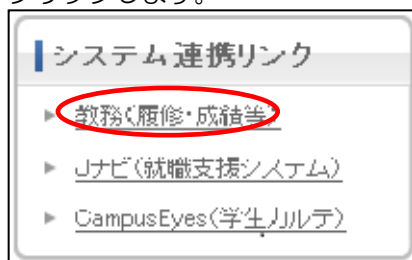 クリックします。
システム連携リンク
教務(履修・成績等)
Jナビ(就職支援システム)
CampusEyes(学生カルテ)